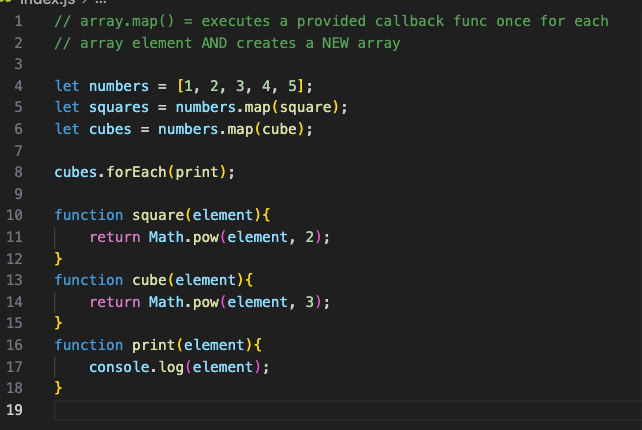 index.js > ...
1 // array.map() = executes a provided callback func once for each
2 // array element AND creates a NEW array
3
4 let numbers = [1, 2, 3, 4, 5];
5 let squares = numbers.map(square);
6 let cubes = numbers.map(cube);
7
8 cubes.forEach(print);
9
10 function square(element){
11 return Math.pow(element, 2);
12 }
13 function cube(element){
14 return Math.pow(element, 3);
15 }
16 function print(element){
17 console.log(element);
18 }
19